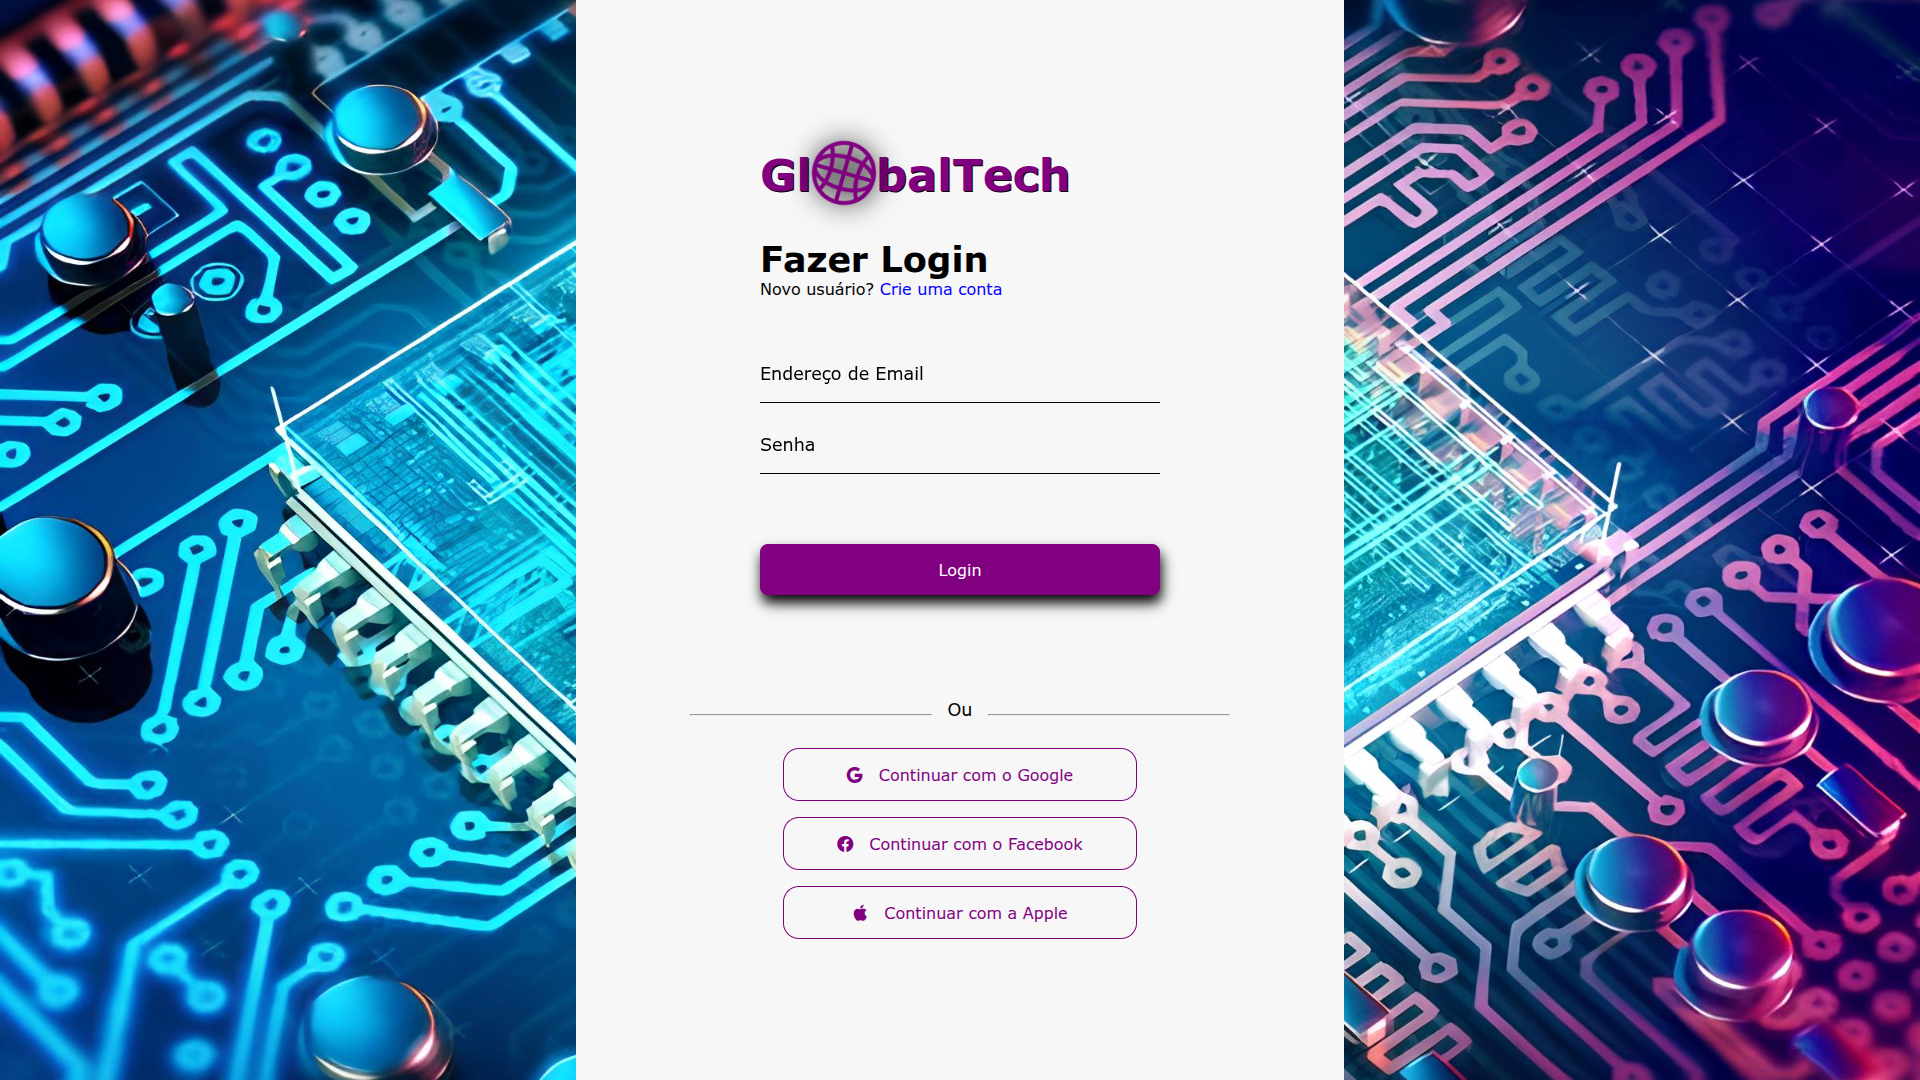 GlobalTech
Fazer Login
Novo usuário? Crie uma conta
Endereço de Email
Senha
Login
Ou
Continuar com o Google
Continuar com o Facebook
Continuar com a Apple